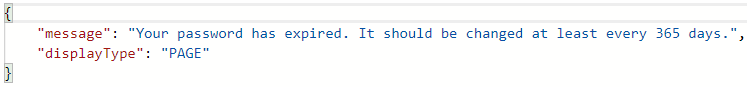 {
"message": "Your password has expired. It should be changed at least every 365 days.",
"displayType": "PAGE"
}